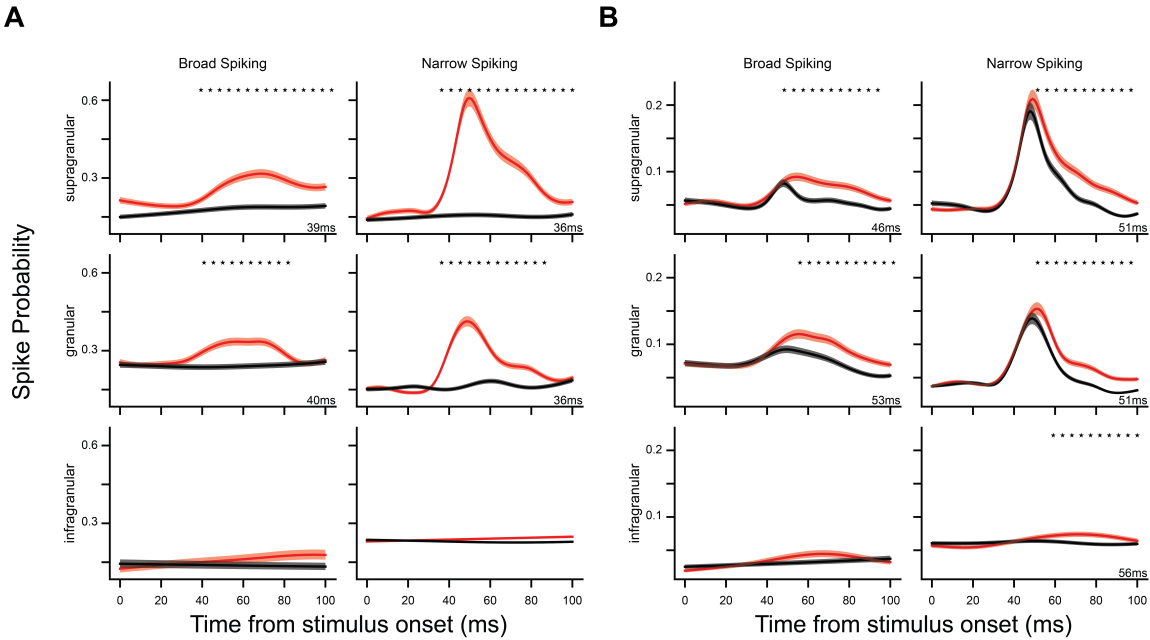 A
B
Broad Spiking
Narrow Spiking
Broad Spiking
Narrow Spiking
Spike Probability
supragranular
0.6
0.3
39ms
36ms
supragranular
0.2
0.1
46ms
51ms
granular
0.6
0.3
40ms
36ms
granular
0.2
0.1
53ms
51ms
infragranular
0.6
0.3
infragranular
0.2
0.1
56ms
0 20 40 60 80 100
0 20 40 60 80 100
0 20 40 60 80 100
0 20 40 60 80 100
Time from stimulus onset (ms)
Time from stimulus onset (ms)